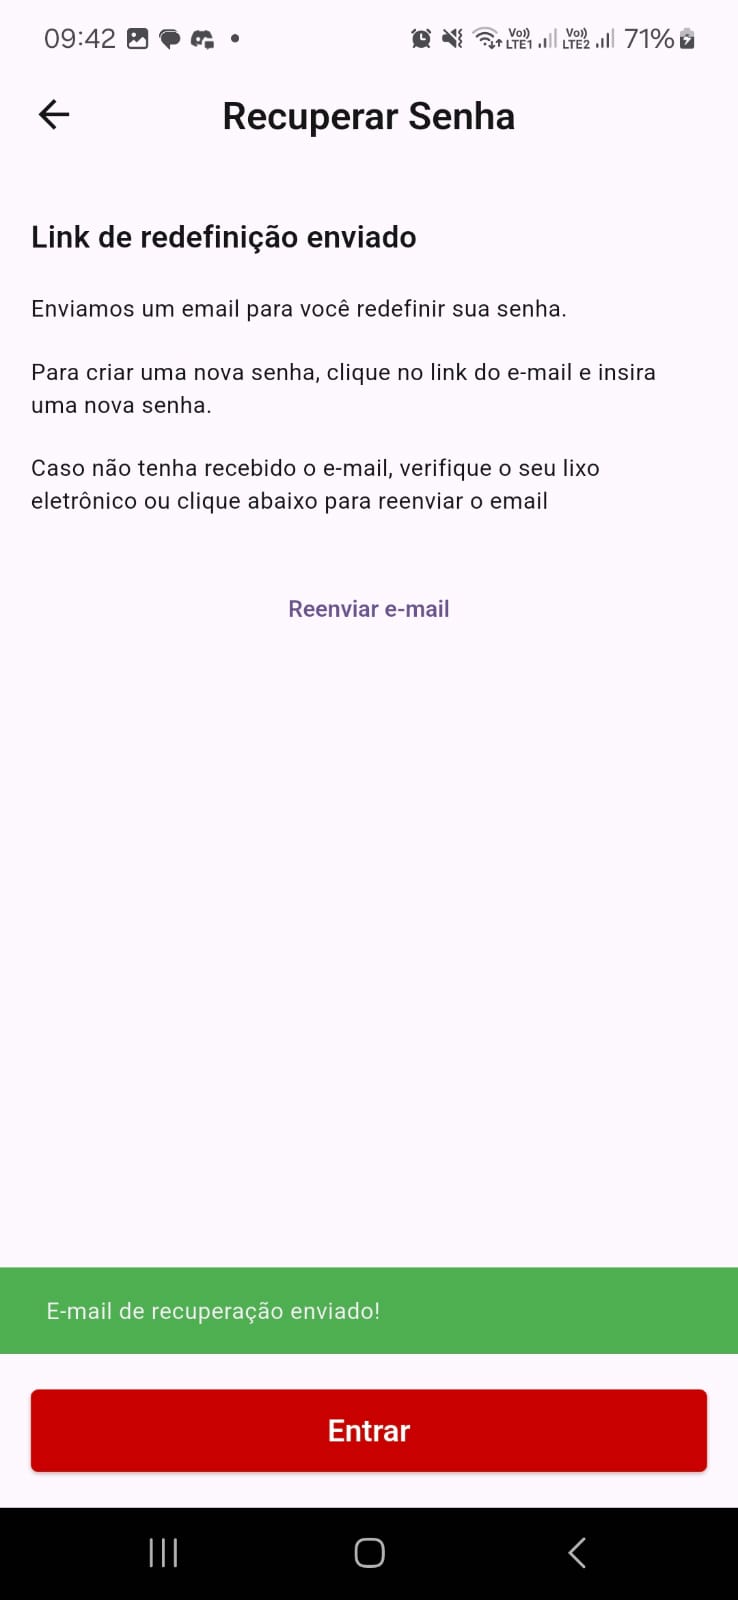 09:42
Vo)) LTE1 Vo)) LTE2 71%
Recuperar Senha
Link de redefinição enviado
Enviamos um email para você redefinir sua senha.
Para criar uma nova senha, clique no link do e-mail e insira
uma nova senha.
Caso não tenha recebido o e-mail, verifique o seu lixo
eletrônico ou clique abaixo para reenviar o email
Reenviar e-mail
E-mail de recuperação enviado!
Entrar